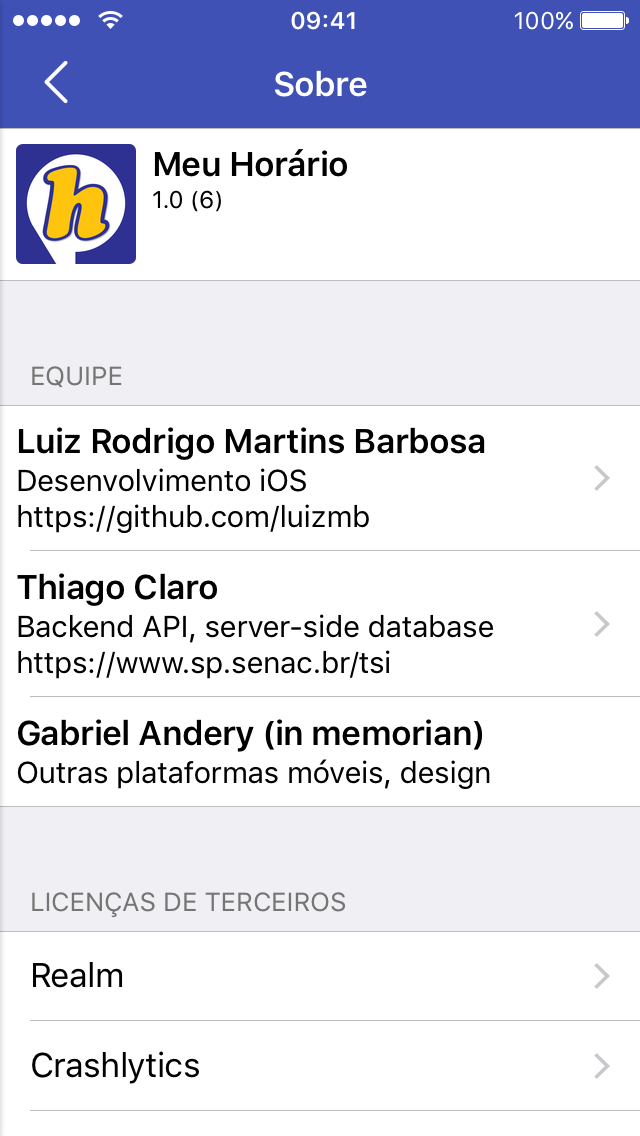 09:41
100%
Sobre
h
Meu Horário
1.0 (6)
EQUIPE
Luiz Rodrigo Martins Barbosa
Desenvolvimento iOS
https://github.com/luizmb
Thiago Claro
Backend API, server-side database
https://www.sp.senac.br/tsi
Gabriel Andery (in memorian)
Outras plataformas móveis, design
LICENÇAS DE TERCEIROS
Realm
Crashlytics